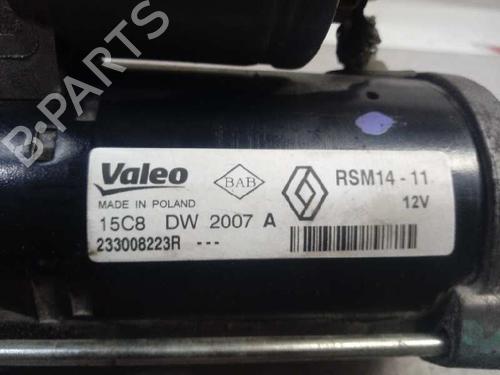 B-PARTS
Valeo
BAB
RSM14 - 11
MADE IN POLAND
12V
15C8 DW 2007 A
233008223R ---